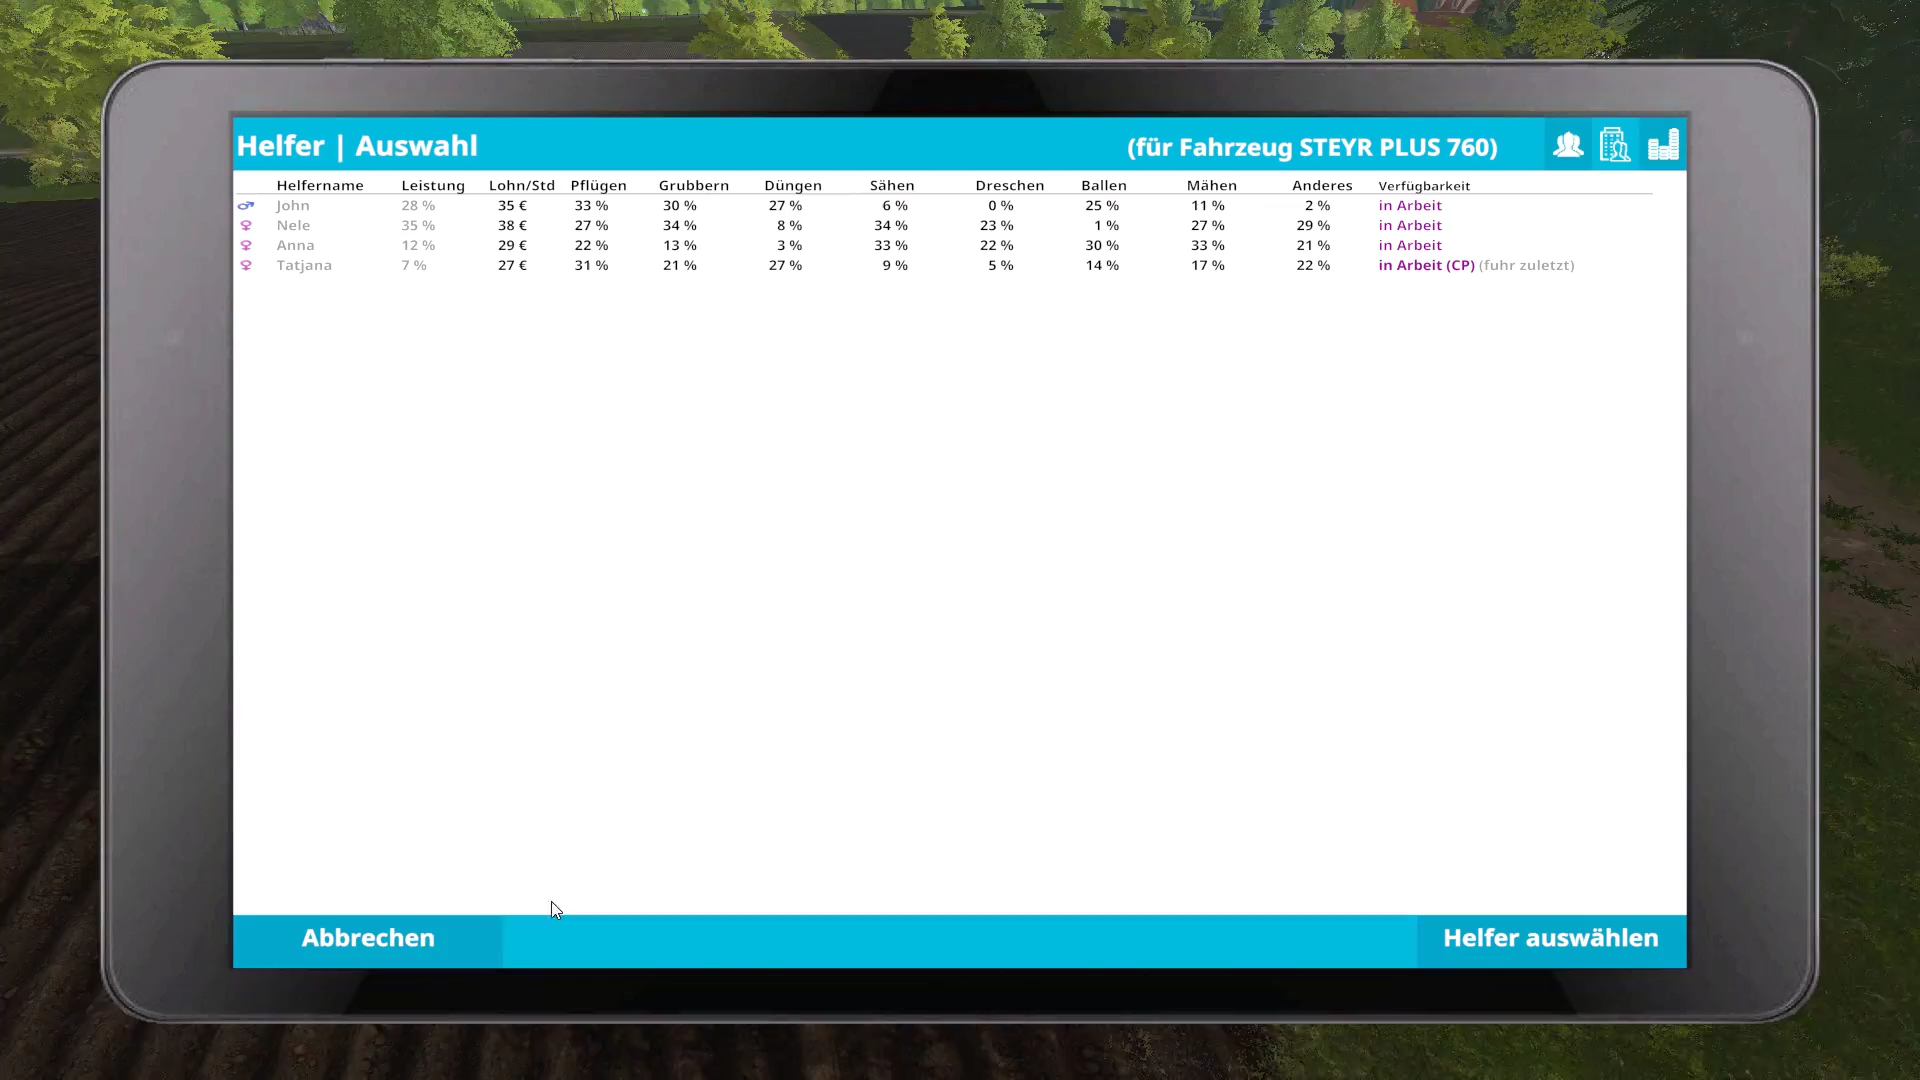 Helfer | Auswahl (für Fahrzeug STEYR PLUS 760)
Helfername Leistung Lohn/Std Pflügen Grubbern Düngen Sähen Dreschen Ballen Mähen Anderes Verfügbarkeit
John 28 % 35 € 33 % 30 % 27 % 6 % 0 % 25 % 11 % 2 % in Arbeit
Nele 35 % 38 € 27 % 34 % 8 % 34 % 23 % 1 % 27 % 29 % in Arbeit
Anna 12 % 29 € 22 % 13 % 3 % 33 % 22 % 30 % 33 % 21 % in Arbeit
Tatjana 7 % 27 € 31 % 21 % 27 % 9 % 5 % 14 % 17 % 22 % in Arbeit (CP) (fuhr zuletzt)
Abbrechen Helfer auswählen